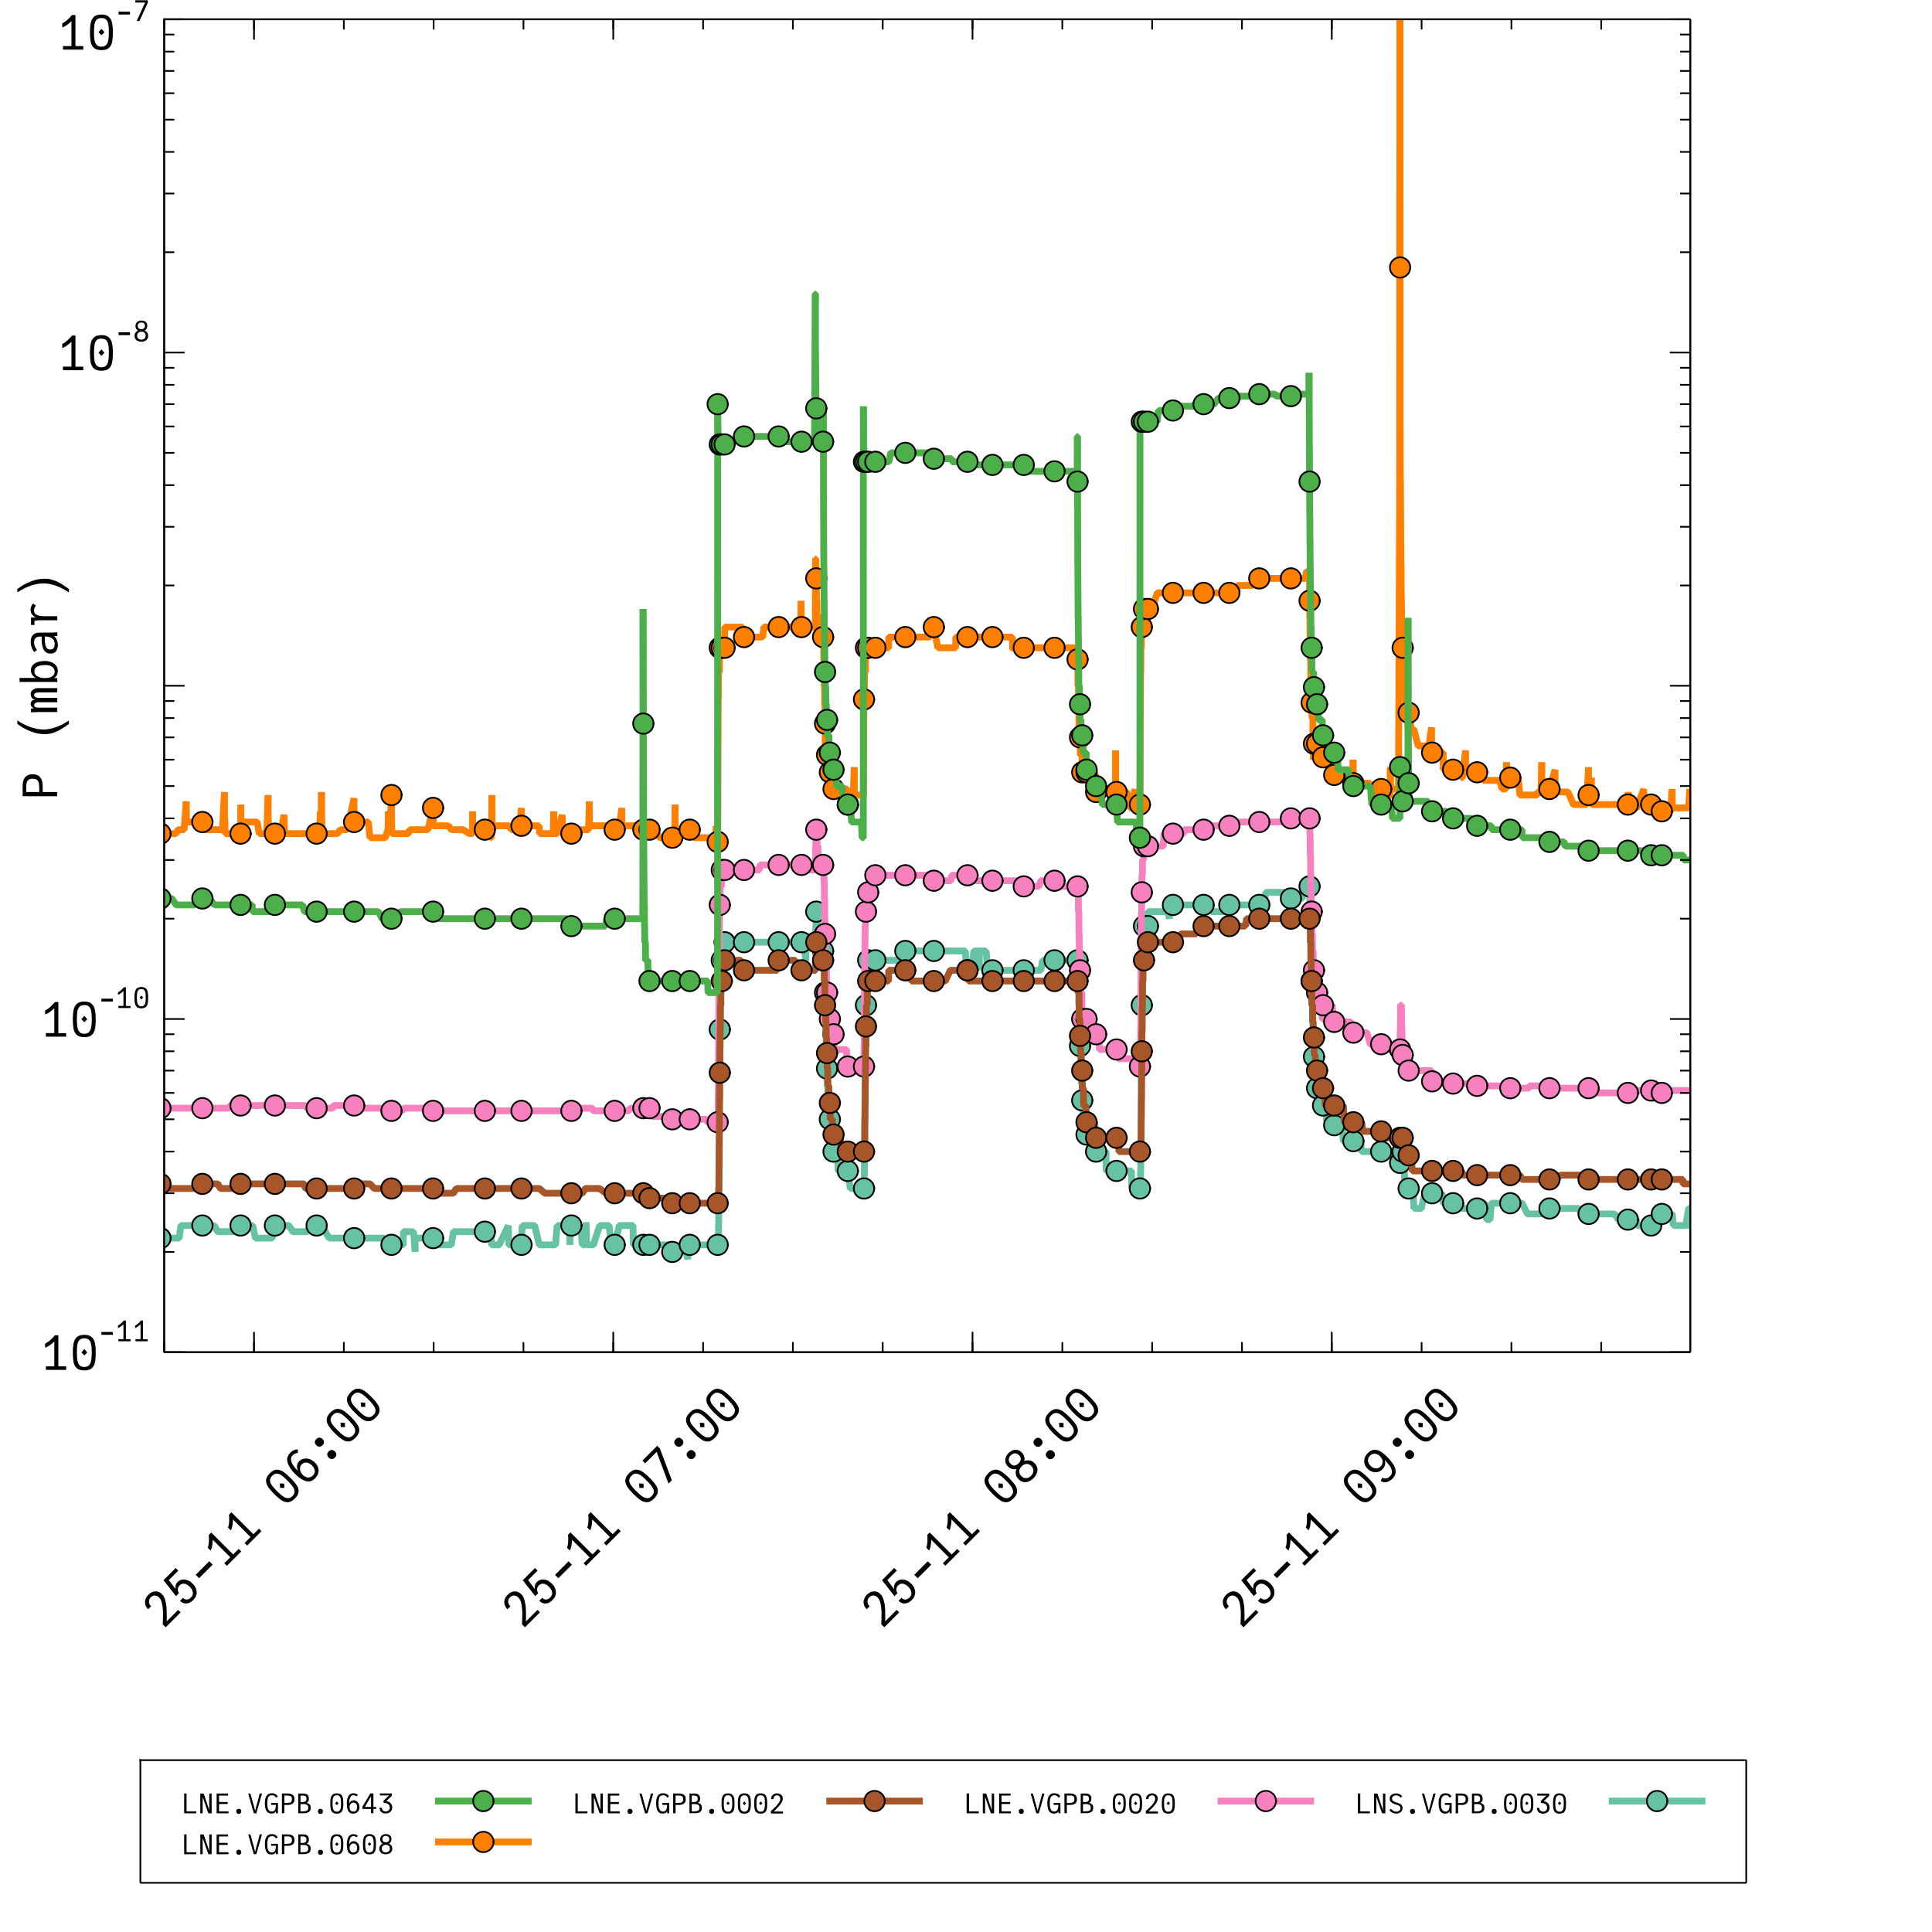 10-7
10-8
P (mbar)
10-10
10-11
25-11 06:00
25-11 07:00
25-11 08:00
25-11 09:00
LNE.VGPB.0643 LNE.VGPB.0002 LNE.VGPB.0020 LNS.VGPB.0030
LNE.VGPB.0608